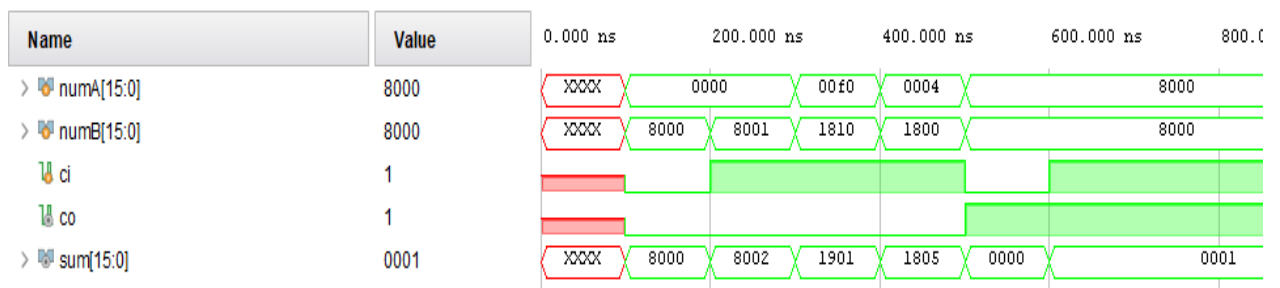 Name Value 0.000 ns 200.000 ns 400.000 ns 600.000 ns 800.0
numA[15:0] 8000 XXXX 0000 00f0 0004 8000
numB[15:0] 8000 XXXX 8000 8001 1810 1800 8000
ci 1
co 1
sum[15:0] 0001 XXXX 8000 8002 1901 1805 0000 0001